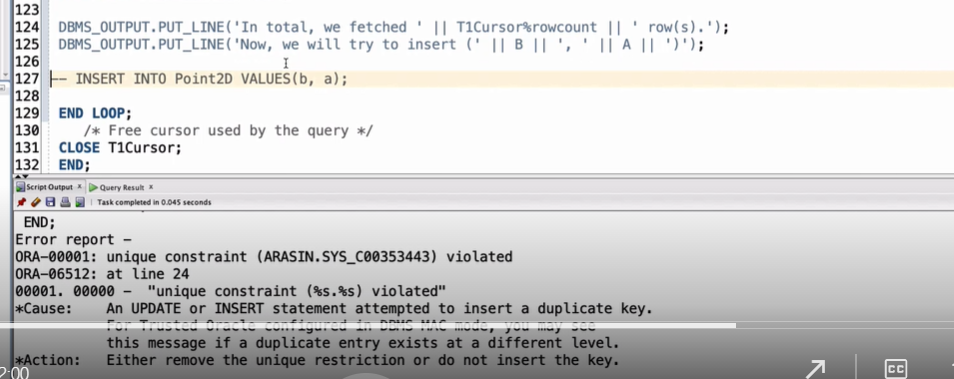 123
124 DBMS_OUTPUT.PUT_LINE('In total, we fetched ' || T1Cursor%rowcount || ' row(s).');
125 DBMS_OUTPUT.PUT_LINE('Now, we will try to insert (' || B || ', ' || A || ')');
126
127 -- INSERT INTO Point2D VALUES(b, a);
128
129 END LOOP;
130 /* Free cursor used by the query */
131 CLOSE T1Cursor;
132 END;
Script Output x Query Result x
Task completed in 0.045 seconds
END;
Error report -
ORA-00001: unique constraint (ARASIN.SYS_C00353443) violated
ORA-06512: at line 24
00001. 00000 - "unique constraint (%s.%s) violated"
*Cause: An UPDATE or INSERT statement attempted to insert a duplicate key.
For Trusted Oracle configured in DBMS MAC mode, you may see
this message if a duplicate entry exists at a different level.
*Action: Either remove the unique restriction or do not insert the key.
2:00
CC